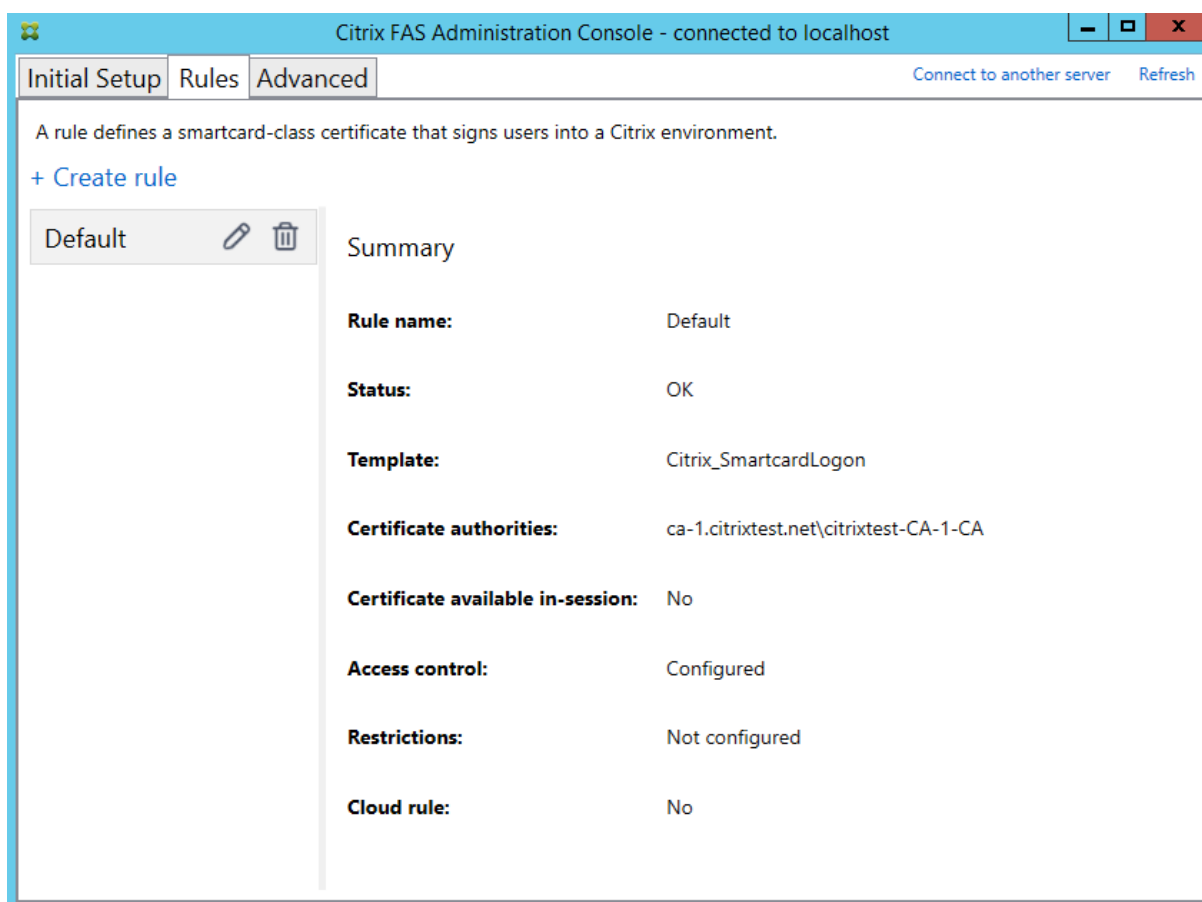 Citrix FAS Administration Console - connected to localhost
Initial Setup Rules Advanced Connect to another server Refresh
A rule defines a smartcard-class certificate that signs users into a Citrix environment.
+ Create rule
Default
Summary
Rule name: Default
Status: OK
Template: Citrix_SmartcardLogon
Certificate authorities: ca-1.citrixtest.net\citrixtest-CA-1-CA
Certificate available in-session: No
Access control: Configured
Restrictions: Not configured
Cloud rule: No